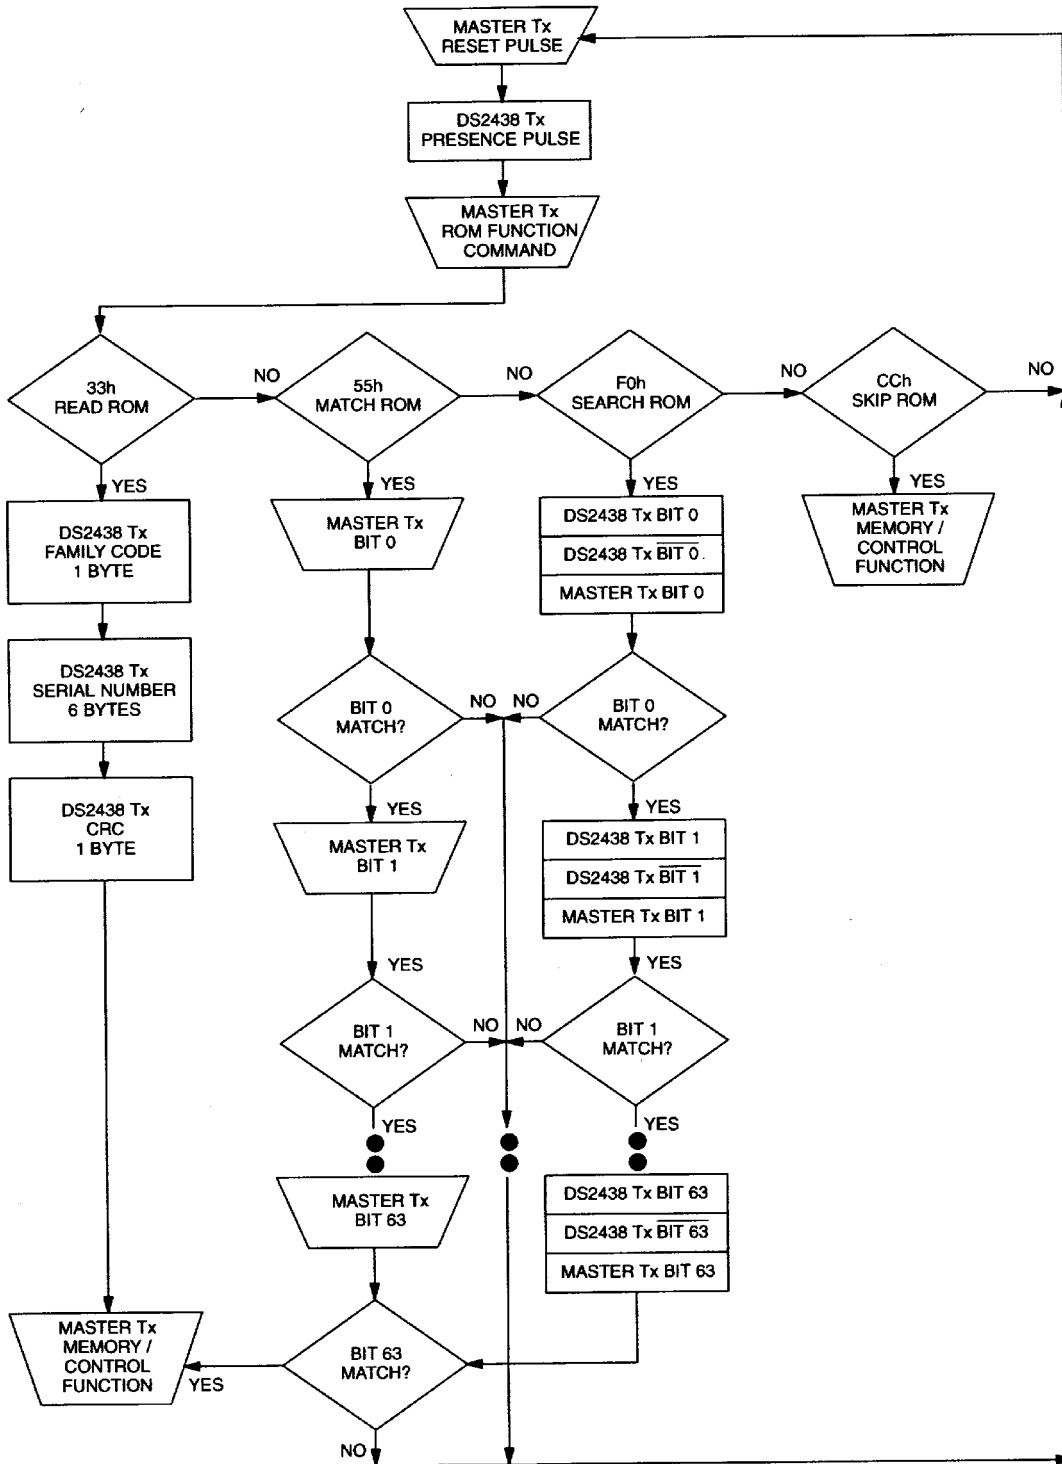 MASTER Tx
RESET PULSE
DS2438 Tx
PRESENCE PULSE
MASTER Tx
ROM FUNCTION
COMMAND
33h
READ ROM
NO
55h
MATCH ROM
NO
F0h
SEARCH ROM
NO
CCh
SKIP ROM
NO
YES
YES
YES
YES
DS2438 Tx
FAMILY CODE
1 BYTE
DS2438 Tx
SERIAL NUMBER
6 BYTES
DS2438 Tx
CRC
1 BYTE
MASTER Tx
BIT 0
BIT 0
MATCH?
NO
YES
MASTER Tx
BIT 1
YES
BIT 1
MATCH?
NO
YES
MASTER Tx
BIT 63
BIT 63
MATCH?
YES
NO
DS2438 Tx BIT 0
DS2438 Tx BIT 0
MASTER Tx BIT 0
NO
BIT 0
MATCH?
YES
DS2438 Tx BIT 1
DS2438 Tx BIT 1
MASTER Tx BIT 1
YES
NO
BIT 1
MATCH?
YES
DS2438 Tx BIT 63
DS2438 Tx BIT 63
MASTER Tx BIT 63
MASTER Tx
MEMORY /
CONTROL
FUNCTION
MASTER Tx
MEMORY /
CONTROL
FUNCTION